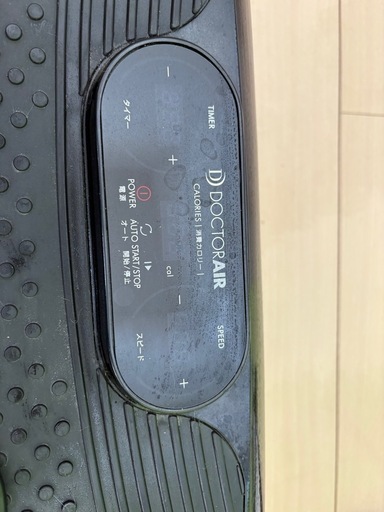 TIMER
DOCTORAIR
SPEED
CALORIES | 消費カロリー |
− +
cal
− +
タイマー
POWER
電源
AUTO
オート
START/STOP
開始/停止
スピード